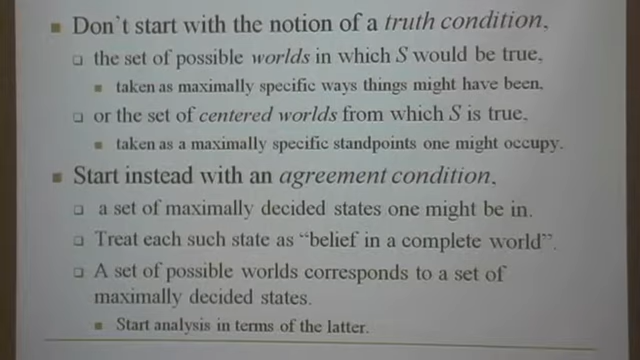 Don't start with the notion of a truth condition,
the set of possible worlds in which S would be true,
taken as maximally specific ways things might have been,
or the set of centered worlds from which S is true,
taken as a maximally specific standpoints one might occupy.
Start instead with an agreement condition,
a set of maximally decided states one might be in.
Treat each such state as "belief in a complete world".
A set of possible worlds corresponds to a set of
maximally decided states.
Start analysis in terms of the latter.